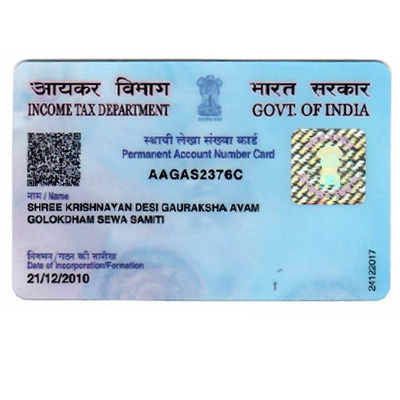 आयकर विभाग
INCOME TAX DEPARTMENT
भारत सरकार
GOVT. OF INDIA
स्थायी लेखा संख्या कार्ड
Permanent Account Number Card
AAGAS2376C
नाम / Name
SHREE KRISHNAYAN DESI GAURAKSHA AVAM
GOLOKDHAM SEWA SAMITI
निगमन / गठन की तारीख
Date of Incorporation/Formation
21/12/2010
24122017